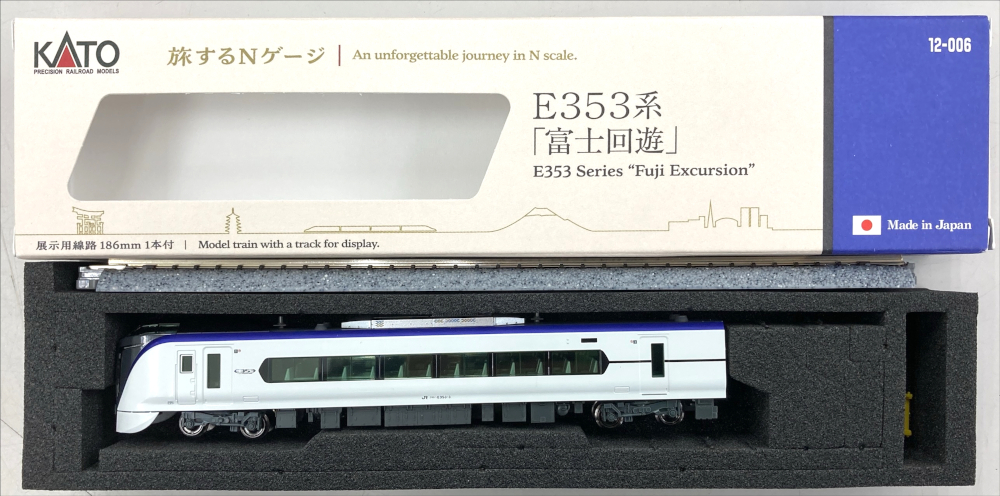 KATO
PRECISION RAILROAD MODELS
旅するNゲージ
An unforgettable journey in N scale.
12-006
E353系
「富士回遊」
E353 Series “Fuji Excursion”
展示用線路186mm 1本付
Model train with a track for display.
Made in Japan